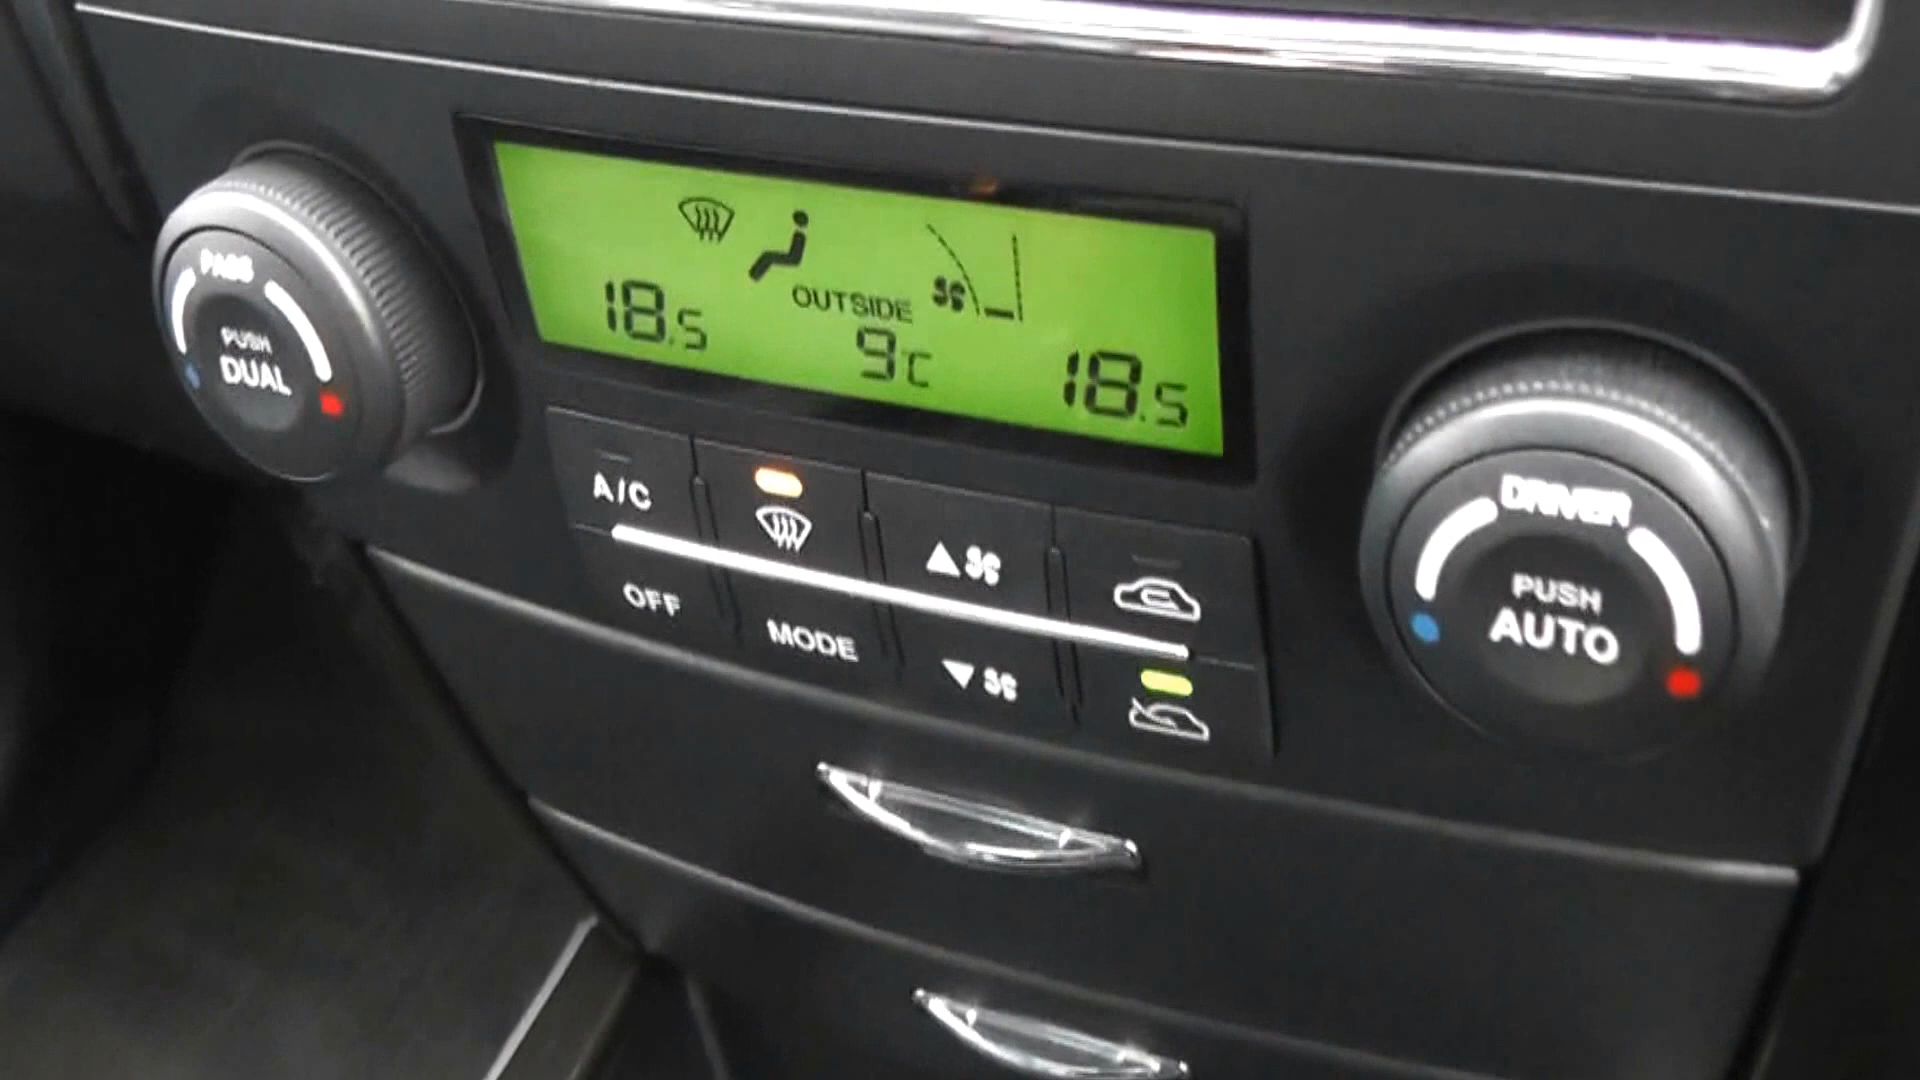 PASS
PUSH
DUAL
OUTSIDE
18.5
9°C
18.5
A/C
OFF
MODE
DRIVER
PUSH
AUTO